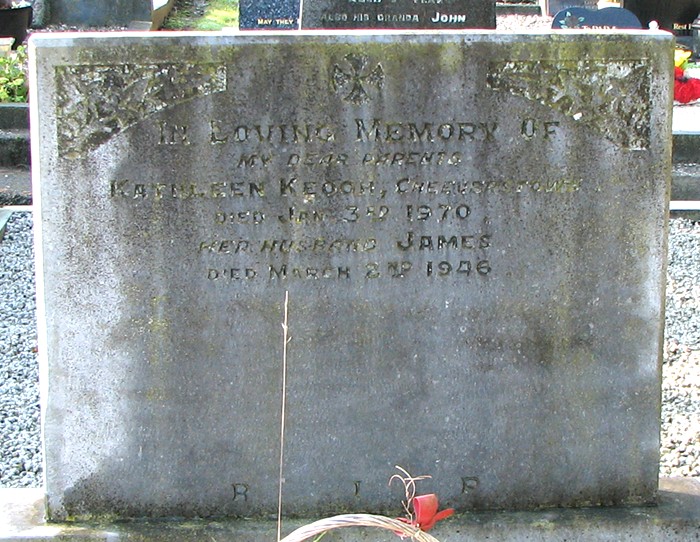 ALSO HIS GRANDA JOHN
MAY THEY
IN LOVING MEMORY OF
MY DEAR PARENTS
KATHLEEN KEOGH, CHEEVERSTOWN
DIED JAN 3RD 1970
HER HUSBAND JAMES
DIED MARCH 2ND 1946
R I P